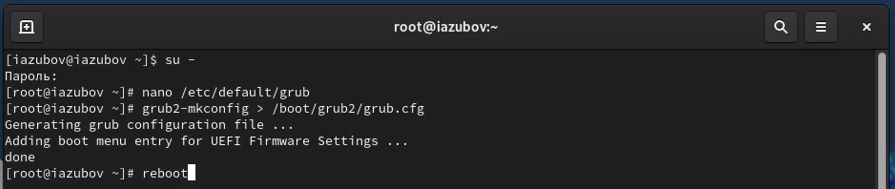 root@iazubov:~
[iazubov@iazubov ~]$ su -
Пароль:
[root@iazubov ~]# nano /etc/default/grub
[root@iazubov ~]# grub2-mkconfig > /boot/grub2/grub.cfg
Generating grub configuration file ...
Adding boot menu entry for UEFI Firmware Settings ...
done
[root@iazubov ~]# reboot